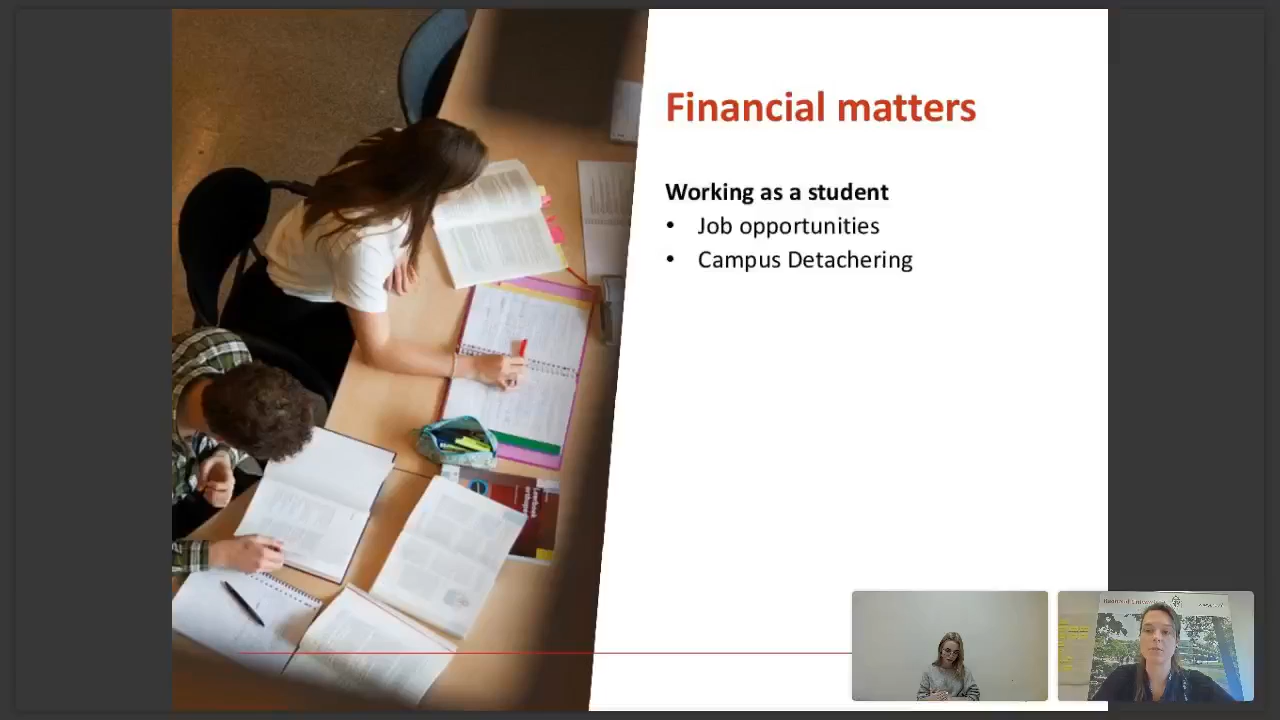 Financial matters
Working as a student
• Job opportunities
• Campus Detachering